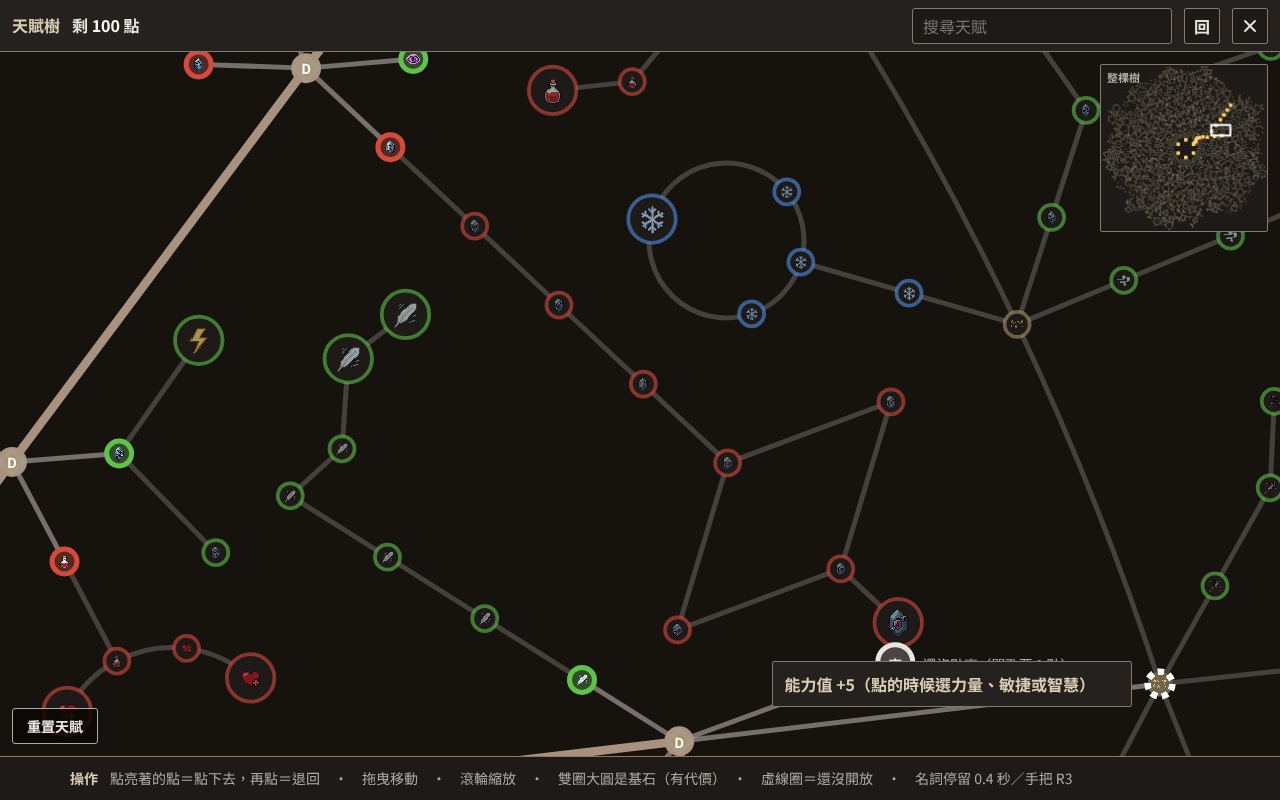 天賦樹 剩 100 點
搜尋天賦
回 ✕
整棵樹
D
D
能力值 +5（點的時候選力量、敏捷或智慧）
D
重置天賦
操作 點亮著的點＝點下去，再點＝退回 • 拖曳移動 • 滾輪縮放 • 雙圈大圓是基石（有代價） • 虛線圈＝還沒開放 • 名詞停留 0.4 秒／手把 R3